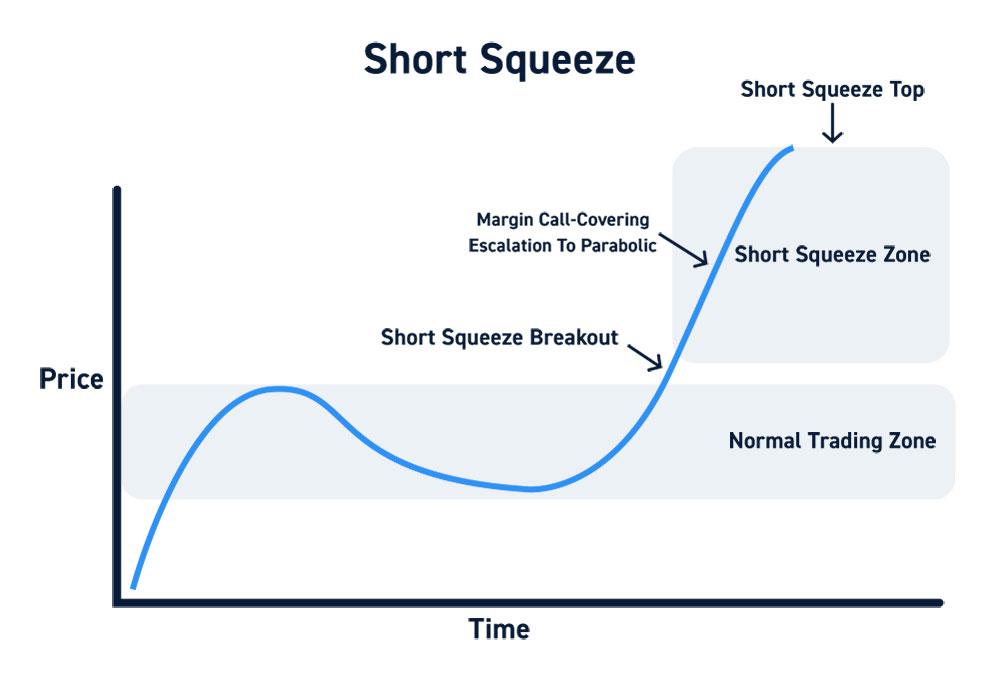 Short Squeeze
Short Squeeze Top
Margin Call-Covering
Escalation To Parabolic
Short Squeeze Zone
Short Squeeze Breakout
Price
Normal Trading Zone
Time